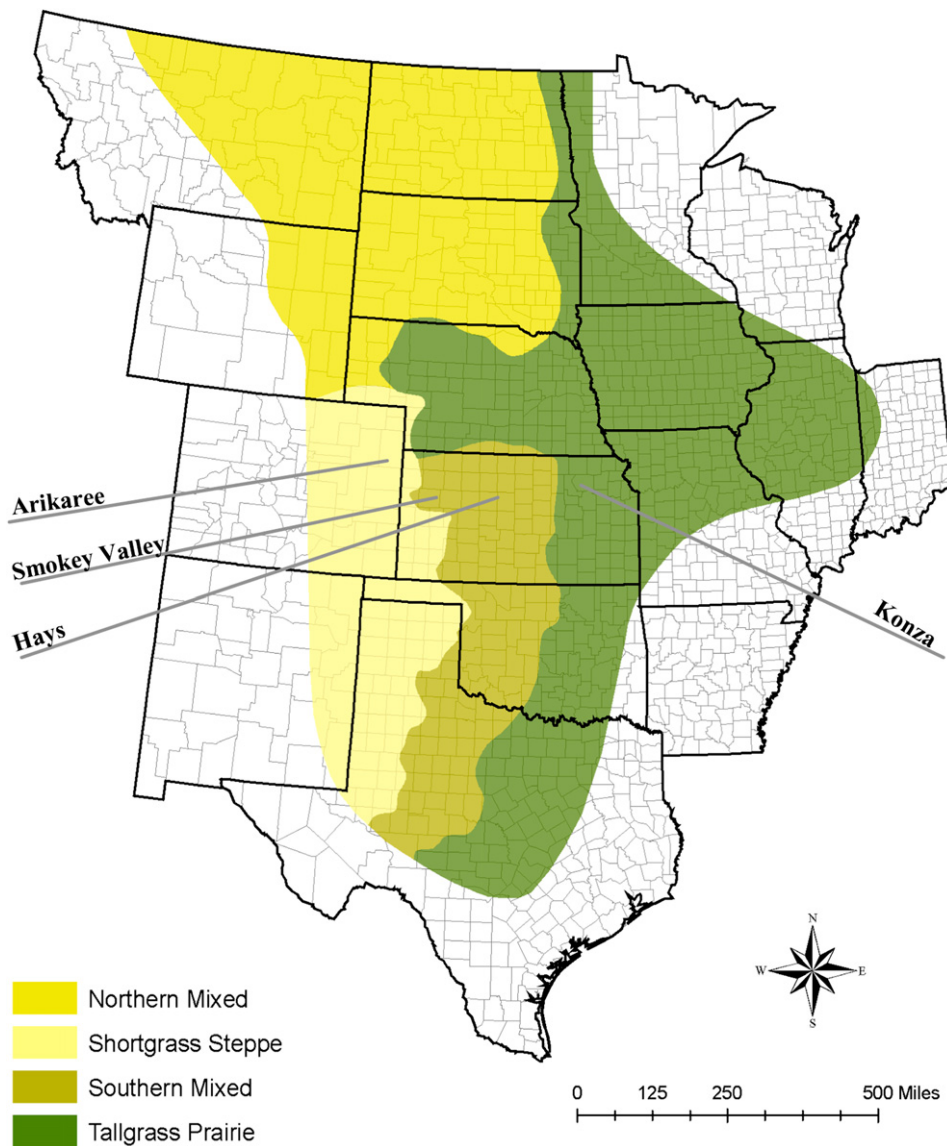 Arikaree
Smokey Valley
Hays
Konza
N
W E
S
Northern Mixed
Shortgrass Steppe
Southern Mixed
Tallgrass Prairie
0 125 250 500 Miles